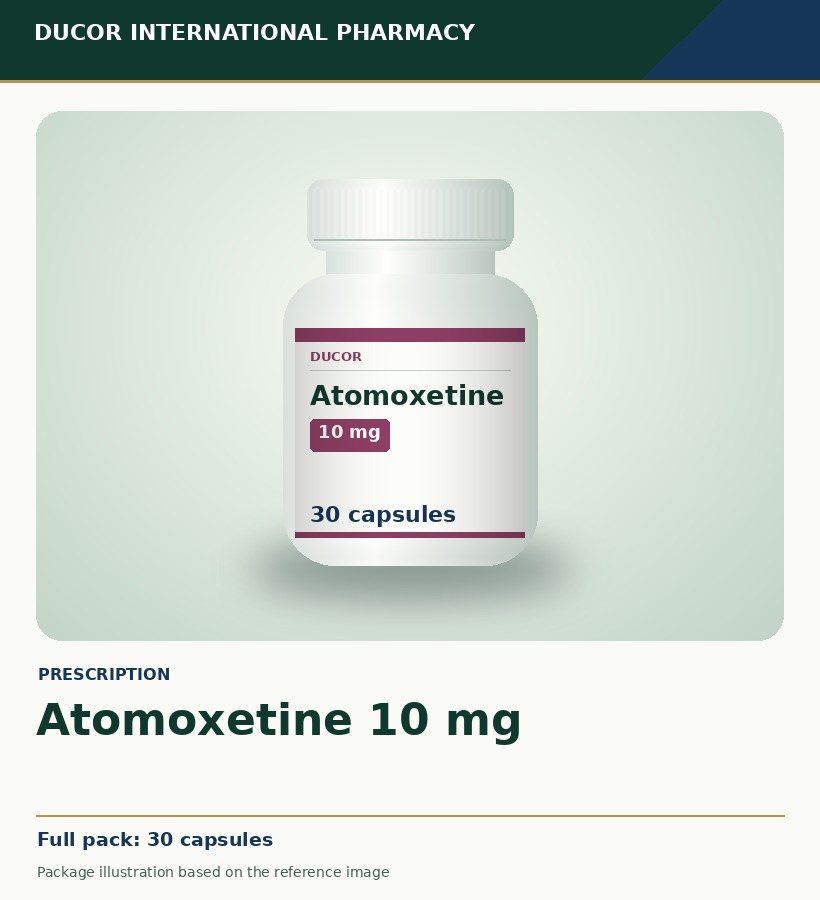 DUCOR INTERNATIONAL PHARMACY
DUCOR
Atomoxetine
10 mg
30 capsules
PRESCRIPTION
Atomoxetine 10 mg
Full pack: 30 capsules
Package illustration based on the reference image